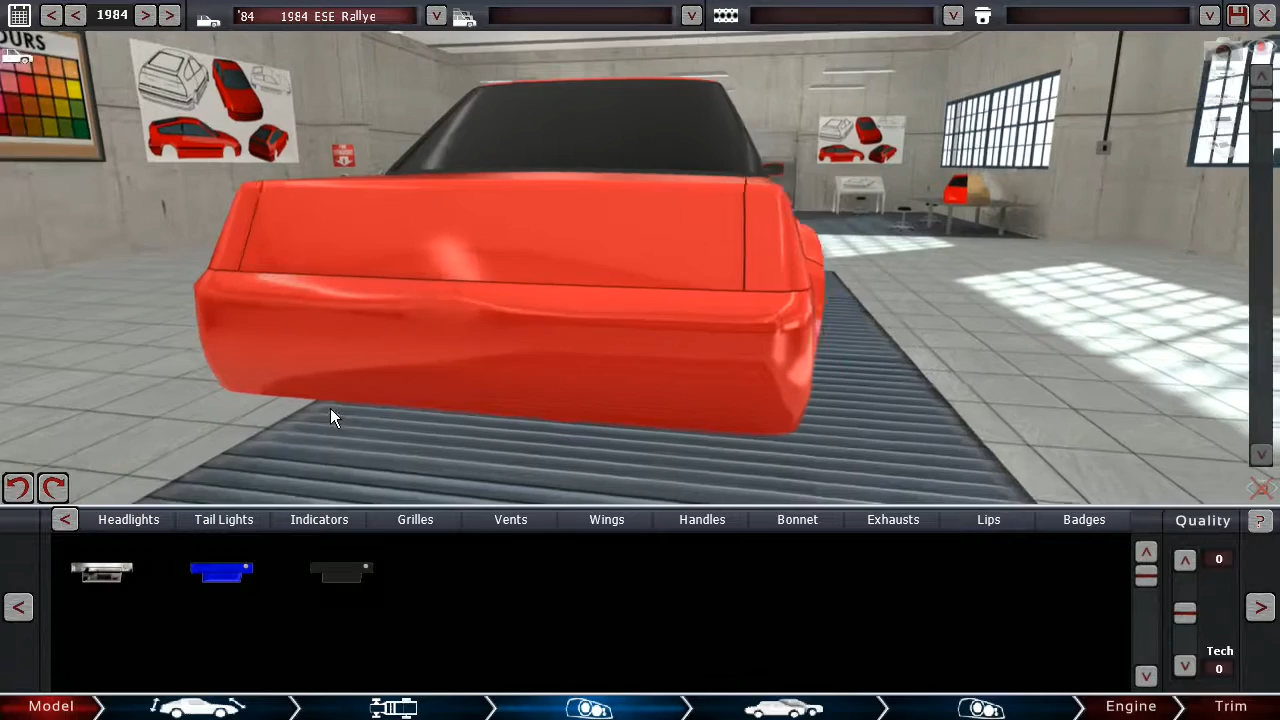 1984
'84 1984 ESE Rallye
OURS
Headlights
Tail Lights
Indicators
Grilles
Vents
Wings
Handles
Bonnet
Exhausts
Lips
Badges
Quality
?
0
Tech
0
Model
Engine
Trim